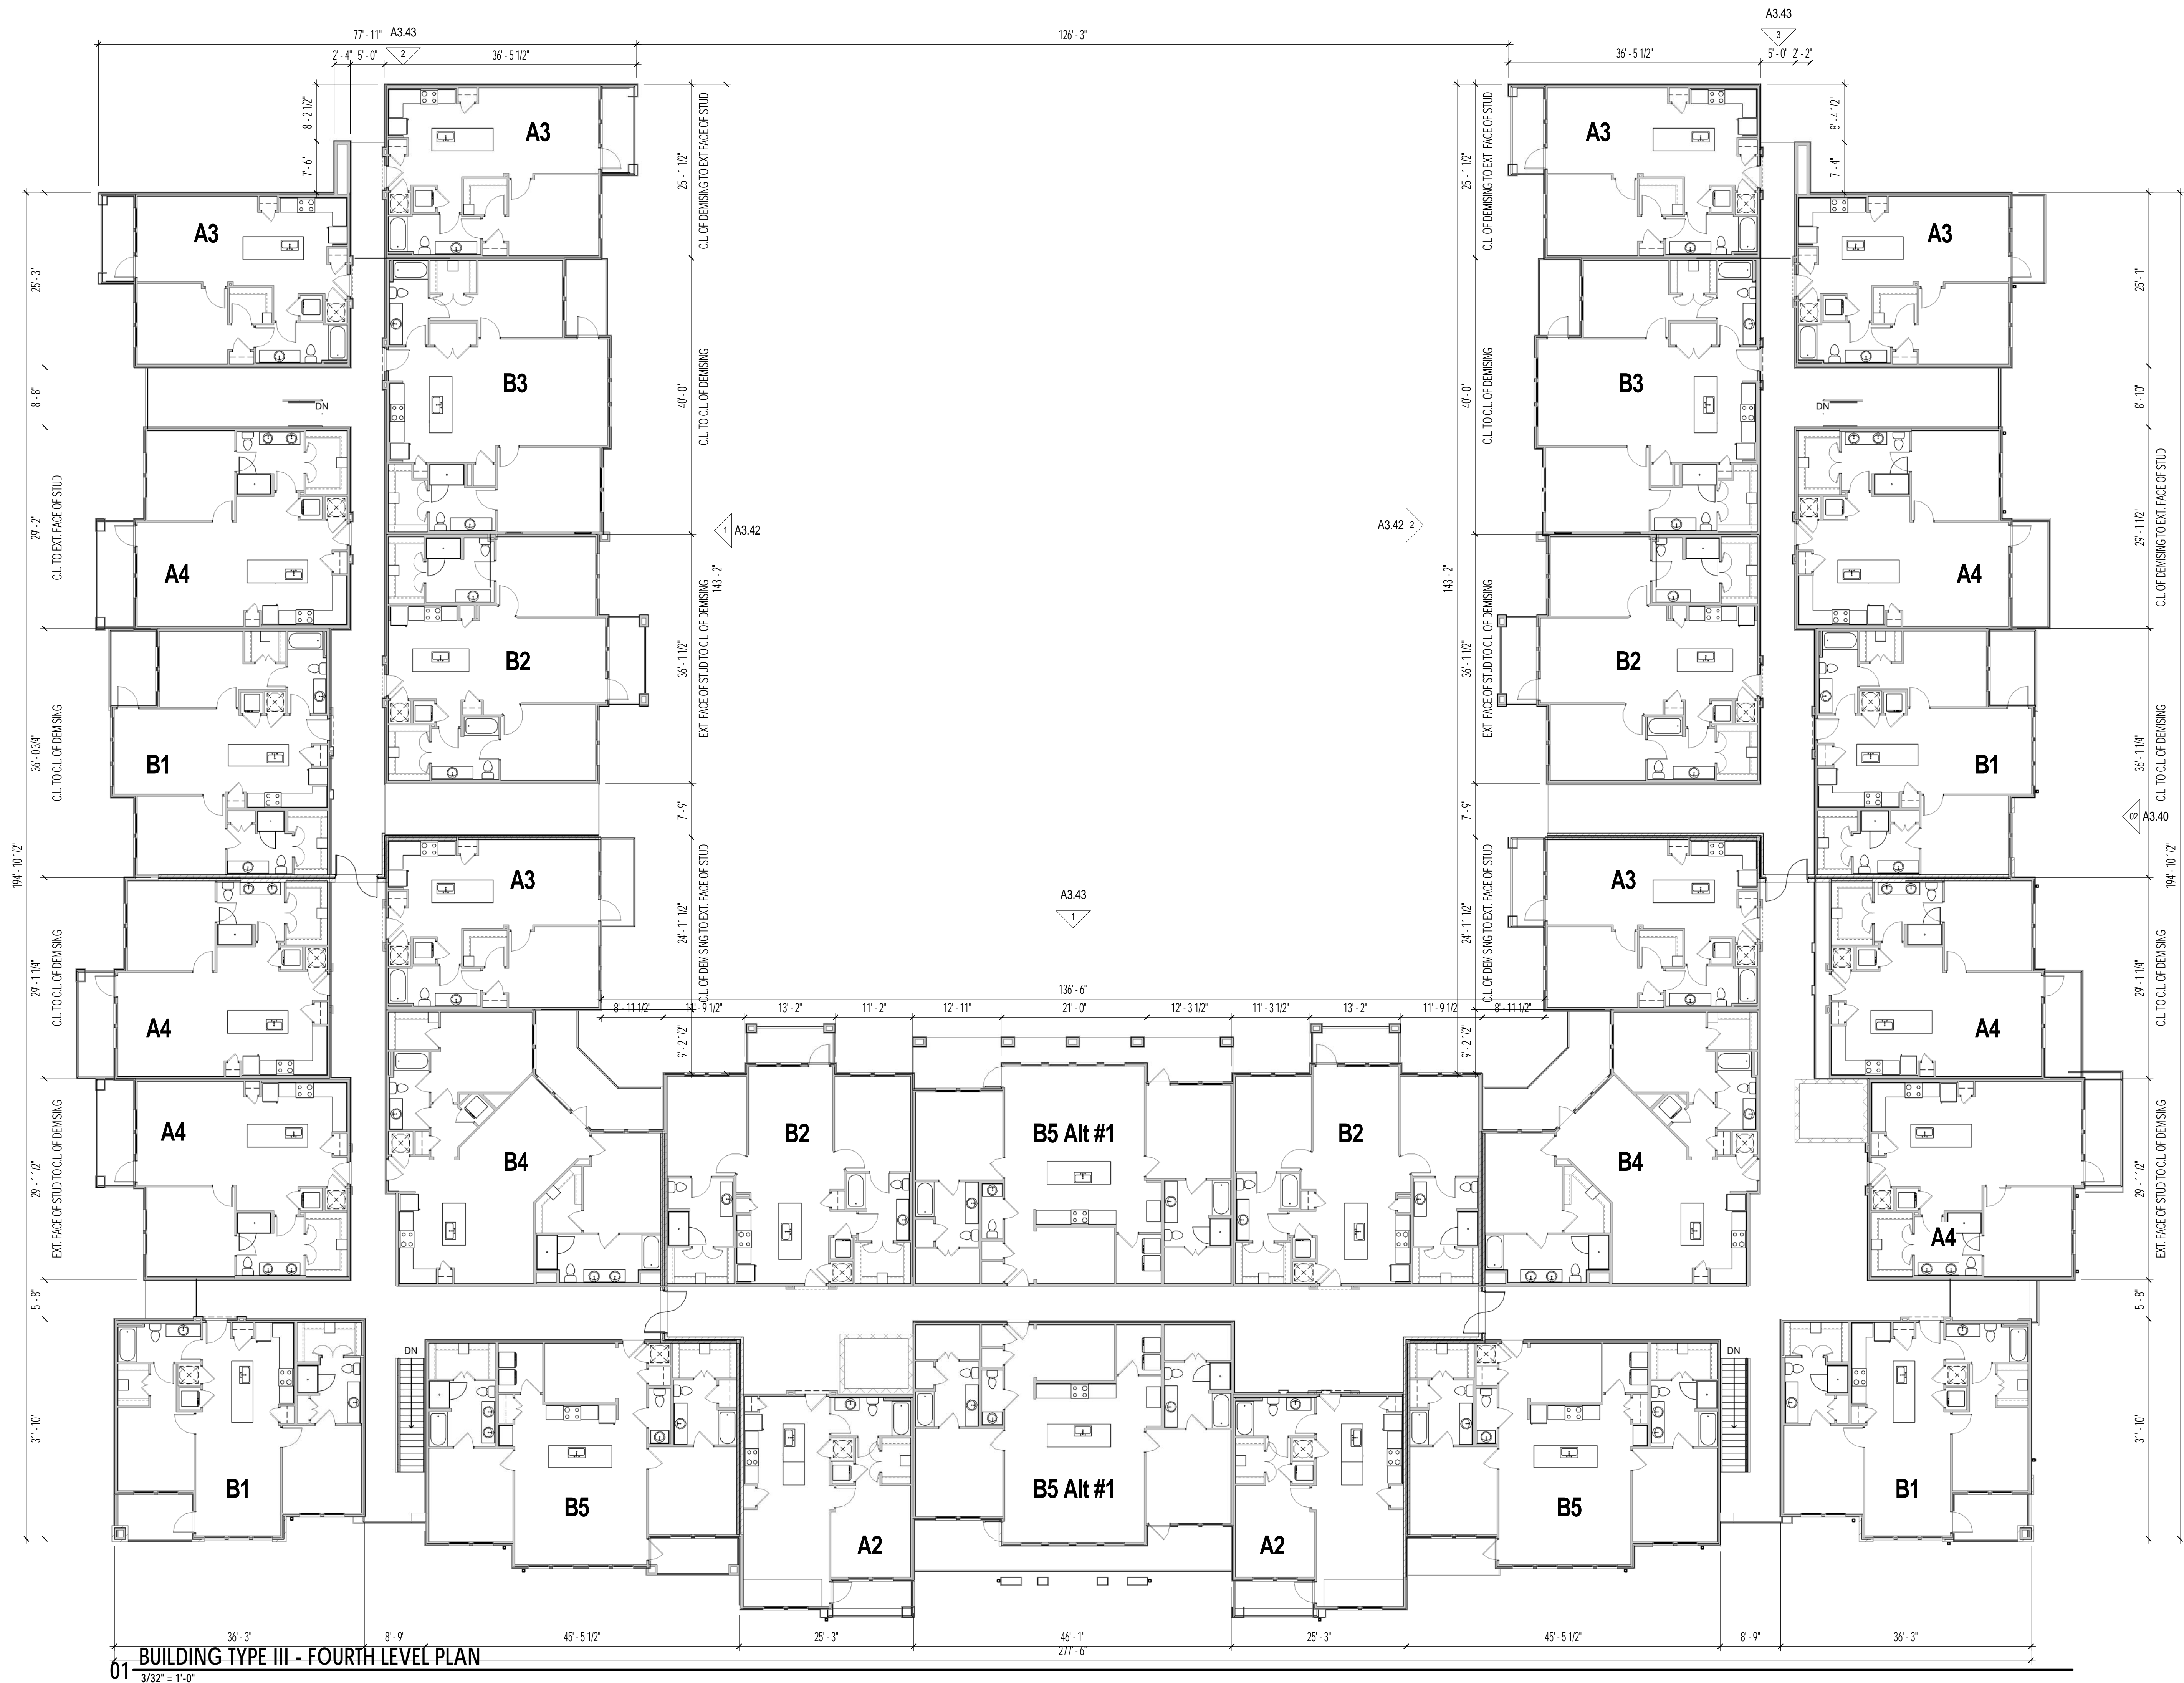 A3.43
77' - 11"
A3.43
2
126' - 3"
3
2' - 4"
5' - 0"
36' - 5 1/2"
36' - 5 1/2"
5' - 0"
2' - 2"
8' - 2 1/2"
7' - 6"
25' - 1 1/2"
C.L. OF DEMISING TO EXT. FACE OF STUD
A3
A3
25' - 1 1/2"
C.L. OF DEMISING TO EXT. FACE OF STUD
8' - 4 1/2"
7' - 4"
A3
A3
25' - 3"
25' - 1"
B3
40' - 0"
C.L. TO C.L. OF DEMISING
B3
40' - 0"
C.L. TO C.L. OF DEMISING
8' - 8"
DN
DN
8' - 10"
29' - 2"
C.L. TO EXT. FACE OF STUD
A4
1
A3.42
A3.42
2
A4
29' - 1 1/2"
C.L. OF DEMISING TO EXT. FACE OF STUD
143' - 2"
143' - 2"
B2
36' - 1 1/2"
EXT. FACE OF STUD TO C.L. OF DEMISING
B2
36' - 1 1/2"
EXT. FACE OF STUD TO C.L. OF DEMISING
36' - 0 3/4"
C.L. TO C.L. OF DEMISING
B1
B1
36' - 1 1/4"
C.L. TO C.L. OF DEMISING
7' - 9"
7' - 9"
02
A3.40
194' - 10 1/2"
194' - 10 1/2"
A3
24' - 11 1/2"
C.L. OF DEMISING TO EXT. FACE OF STUD
A3
24' - 11 1/2"
C.L. OF DEMISING TO EXT. FACE OF STUD
A3.43
1
29' - 1 1/4"
C.L. TO C.L. OF DEMISING
A4
A4
29' - 1 1/4"
C.L. TO C.L. OF DEMISING
136' - 6"
8' - 11 1/2"
11' - 9 1/2"
13' - 2"
11' - 2"
12' - 11"
21' - 0"
12' - 3 1/2"
11' - 3 1/2"
13' - 2"
11' - 9 1/2"
8' - 11 1/2"
9' - 2 1/2"
9' - 2 1/2"
A4
B4
B2
B5 Alt #1
B2
B4
A4
29' - 1 1/2"
EXT. FACE OF STUD TO C.L. OF DEMISING
29' - 1 1/2"
EXT. FACE OF STUD TO C.L. OF DEMISING
5' - 8"
5' - 8"
DN
DN
31' - 10"
31' - 10"
B1
B5
A2
B5 Alt #1
A2
B5
B1
36' - 3"
8' - 9"
45' - 5 1/2"
25' - 3"
46' - 1"
25' - 3"
45' - 5 1/2"
8' - 9"
36' - 3"
277' - 6"
01
BUILDING TYPE III - FOURTH LEVEL PLAN
3/32" = 1'-0"